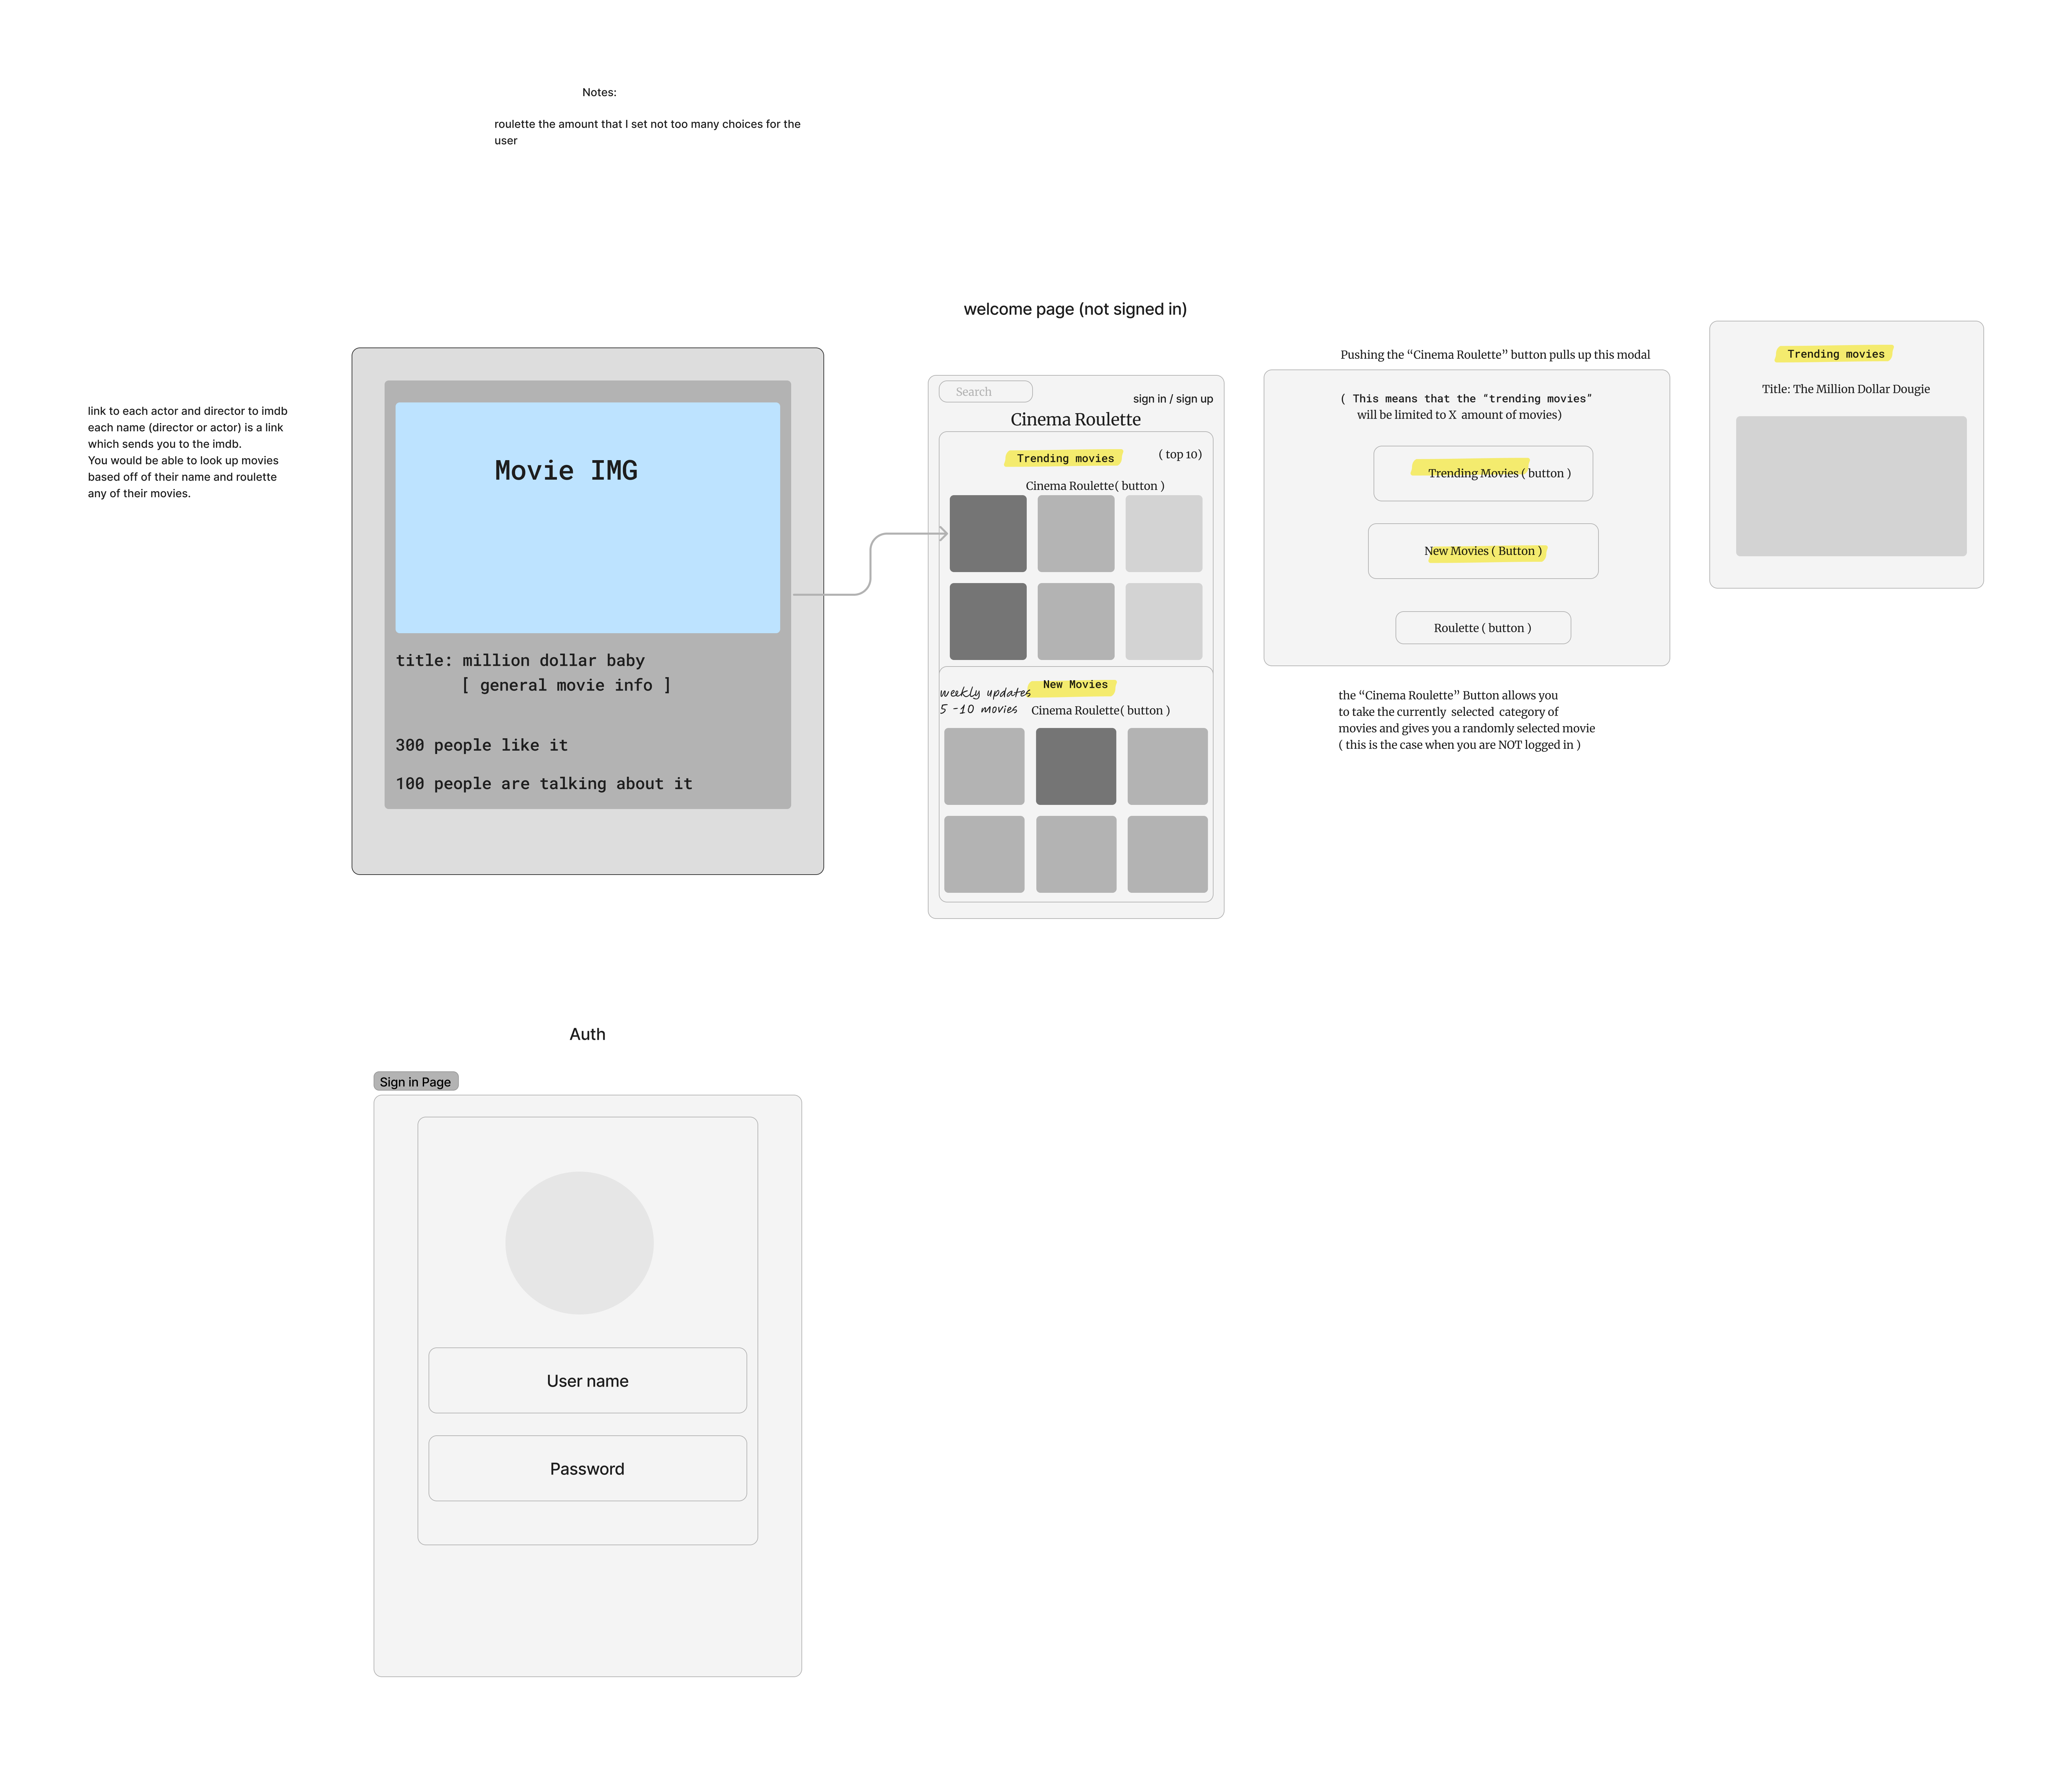 Notes:
roulette the amount that I set not too many choices for the
user
link to each actor and director to imdb
each name (director or actor) is a link
which sends you to the imdb.
You would be able to look up movies
based off of their name and roulette
any of their movies.
Movie IMG
title: million dollar baby
[ general movie info ]
300 people like it
100 people are talking about it
welcome page (not signed in)
Search
sign in / sign up
Cinema Roulette
Trending movies
( top 10)
Cinema Roulette( button )
weekly updates
New Movies
5 -10 movies
Cinema Roulette( button )
Pushing the “Cinema Roulette” button pulls up this modal
( This means that the “trending movies”
will be limited to X amount of movies)
Trending Movies ( button )
New Movies ( Button )
Roulette ( button )
the “Cinema Roulette” Button allows you
to take the currently selected category of
movies and gives you a randomly selected movie
( this is the case when you are NOT logged in )
Trending movies
Title: The Million Dollar Dougie
Auth
Sign in Page
User name
Password